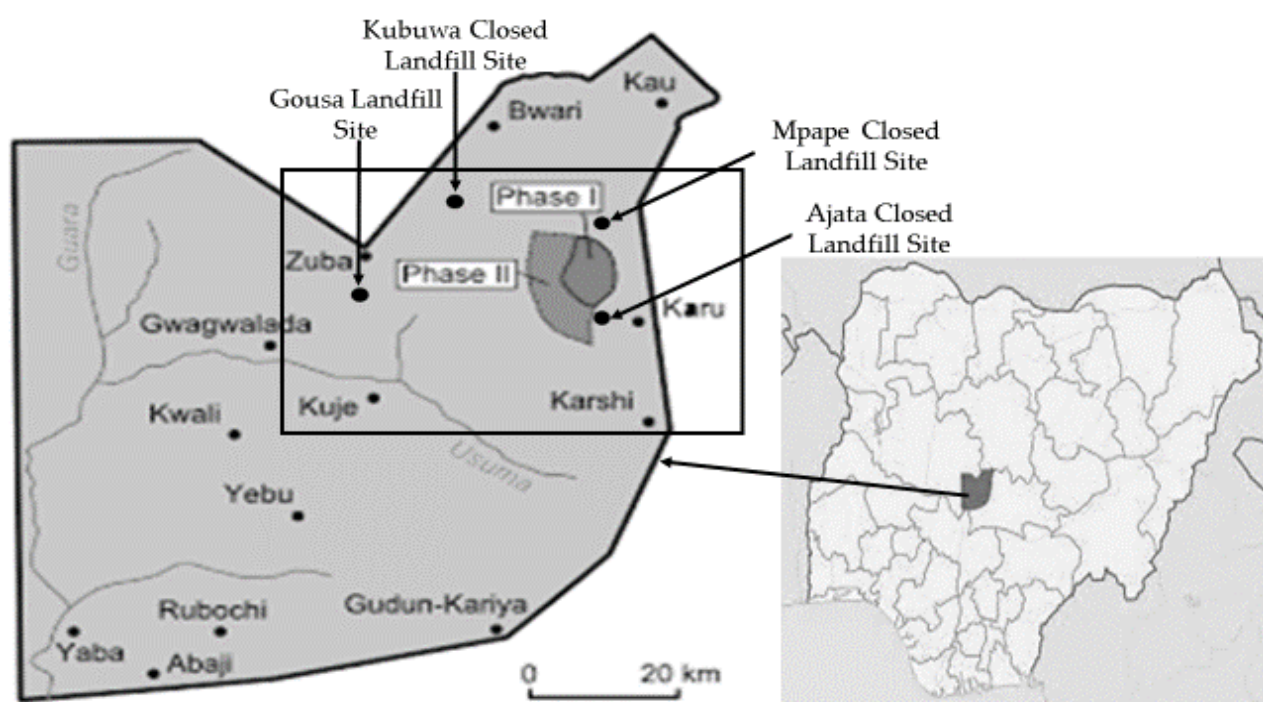 Kubuwa Closed
Landfill Site
Gousa Landfill
Site
Kau
Bwari
Mpape Closed
Landfill Site
Phase I
Ajata Closed
Landfill Site
Guara
Zuba
Phase II
Karu
Gwagwalada
Kuje
Karshi
Kwali
Usuma
Yebu
Rubochi
Gudun-Kariya
Yaba
Abaji
0 20 km